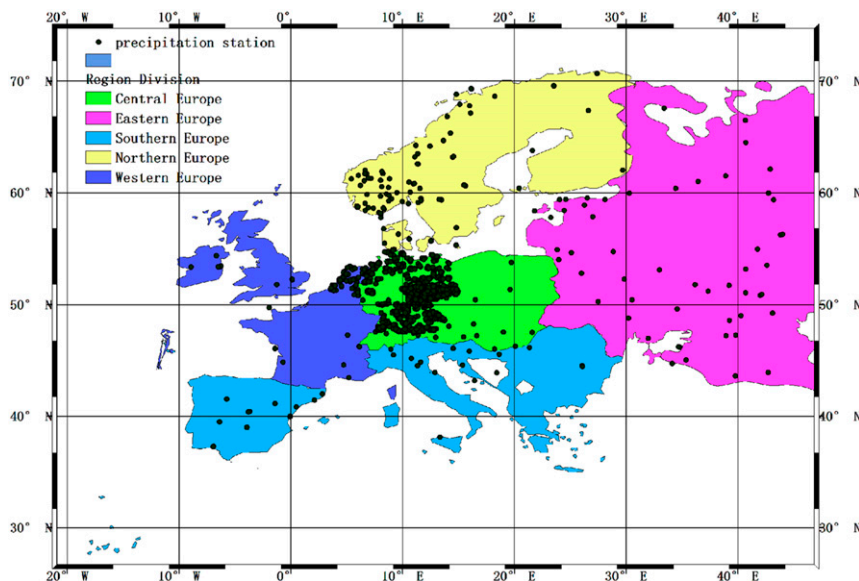 20° W 10° W 0° 10° E 20° E 30° E 40° E
precipitation station
Region Division
Central Europe
Eastern Europe
Southern Europe
Northern Europe
Western Europe
70° N 70° N
60° N 60° N
50° N 50° N
40° N 40° N
30° N 30° N
20° W 10° W 0° 10° E 20° E 30° E 40° E